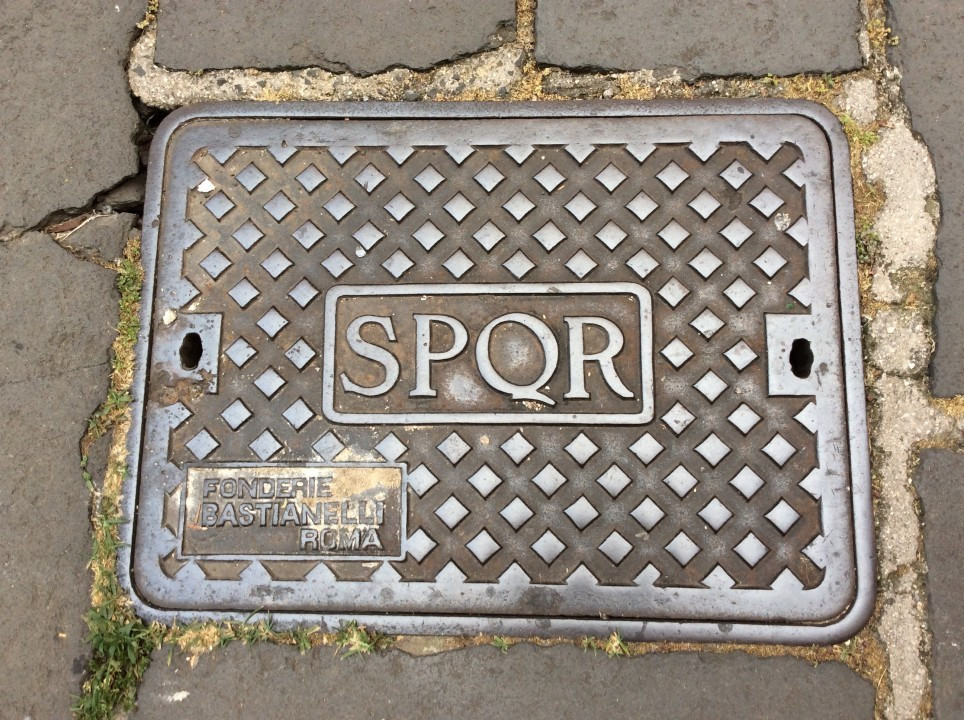 SPQR
FONDERIE
BASTIANELLI
ROMA